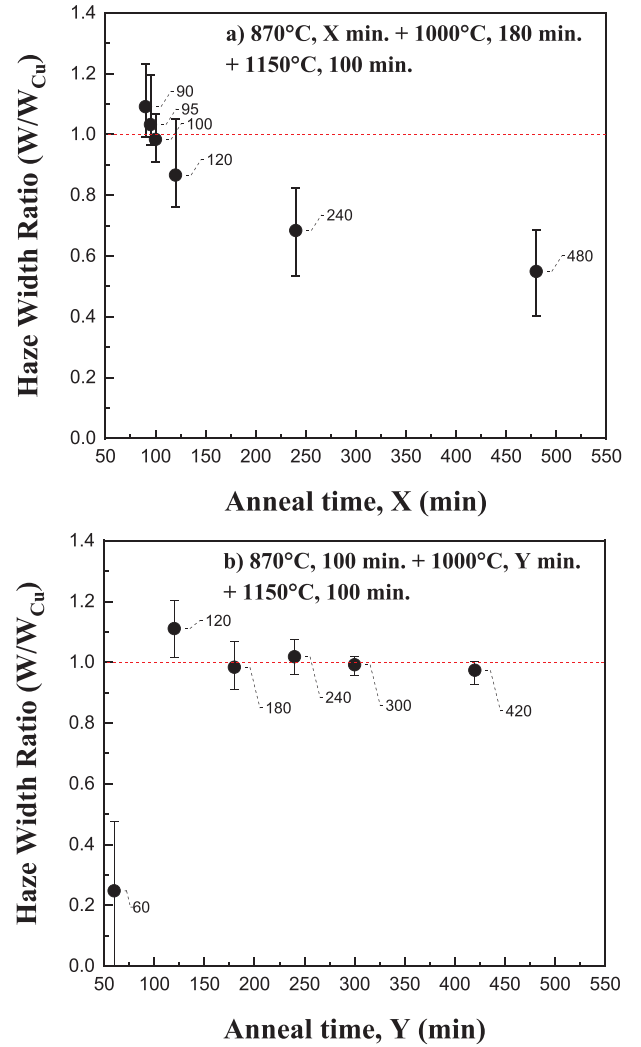 a) 870°C, X min. + 1000°C, 180 min.
+ 1150°C, 100 min.
Haze Width Ratio (W/W_Cu)
1.4
1.2
1.0
0.8
0.6
0.4
0.2
0.0
90
95
100
120
240
480
50 100 150 200 250 300 350 400 450 500 550
Anneal time, X (min)
b) 870°C, 100 min. + 1000°C, Y min.
+ 1150°C, 100 min.
Haze Width Ratio (W/W_Cu)
1.4
1.2
1.0
0.8
0.6
0.4
0.2
0.0
120
180
240
300
420
60
50 100 150 200 250 300 350 400 450 500 550
Anneal time, Y (min)